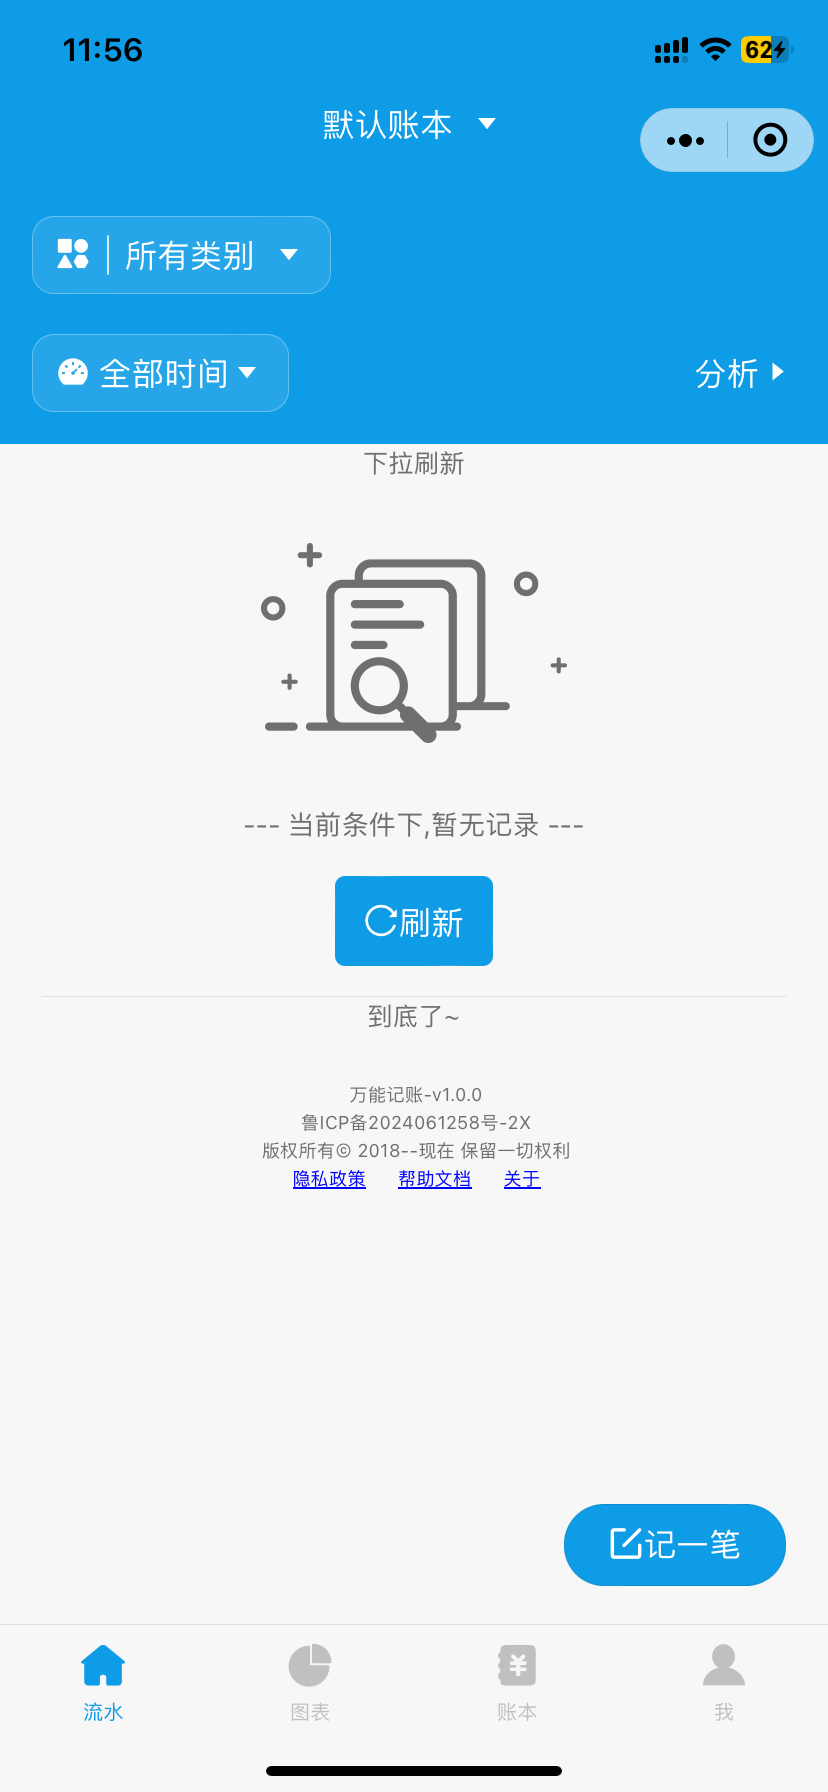 11:56
62
默认账本
所有类别
全部时间
分析
下拉刷新
--- 当前条件下,暂无记录 ---
刷新
到底了~
万能记账-v1.0.0
鲁ICP备2024061258号-2X
版权所有© 2018--现在 保留一切权利
隐私政策 帮助文档 关于
记一笔
¥
流水 图表 账本 我